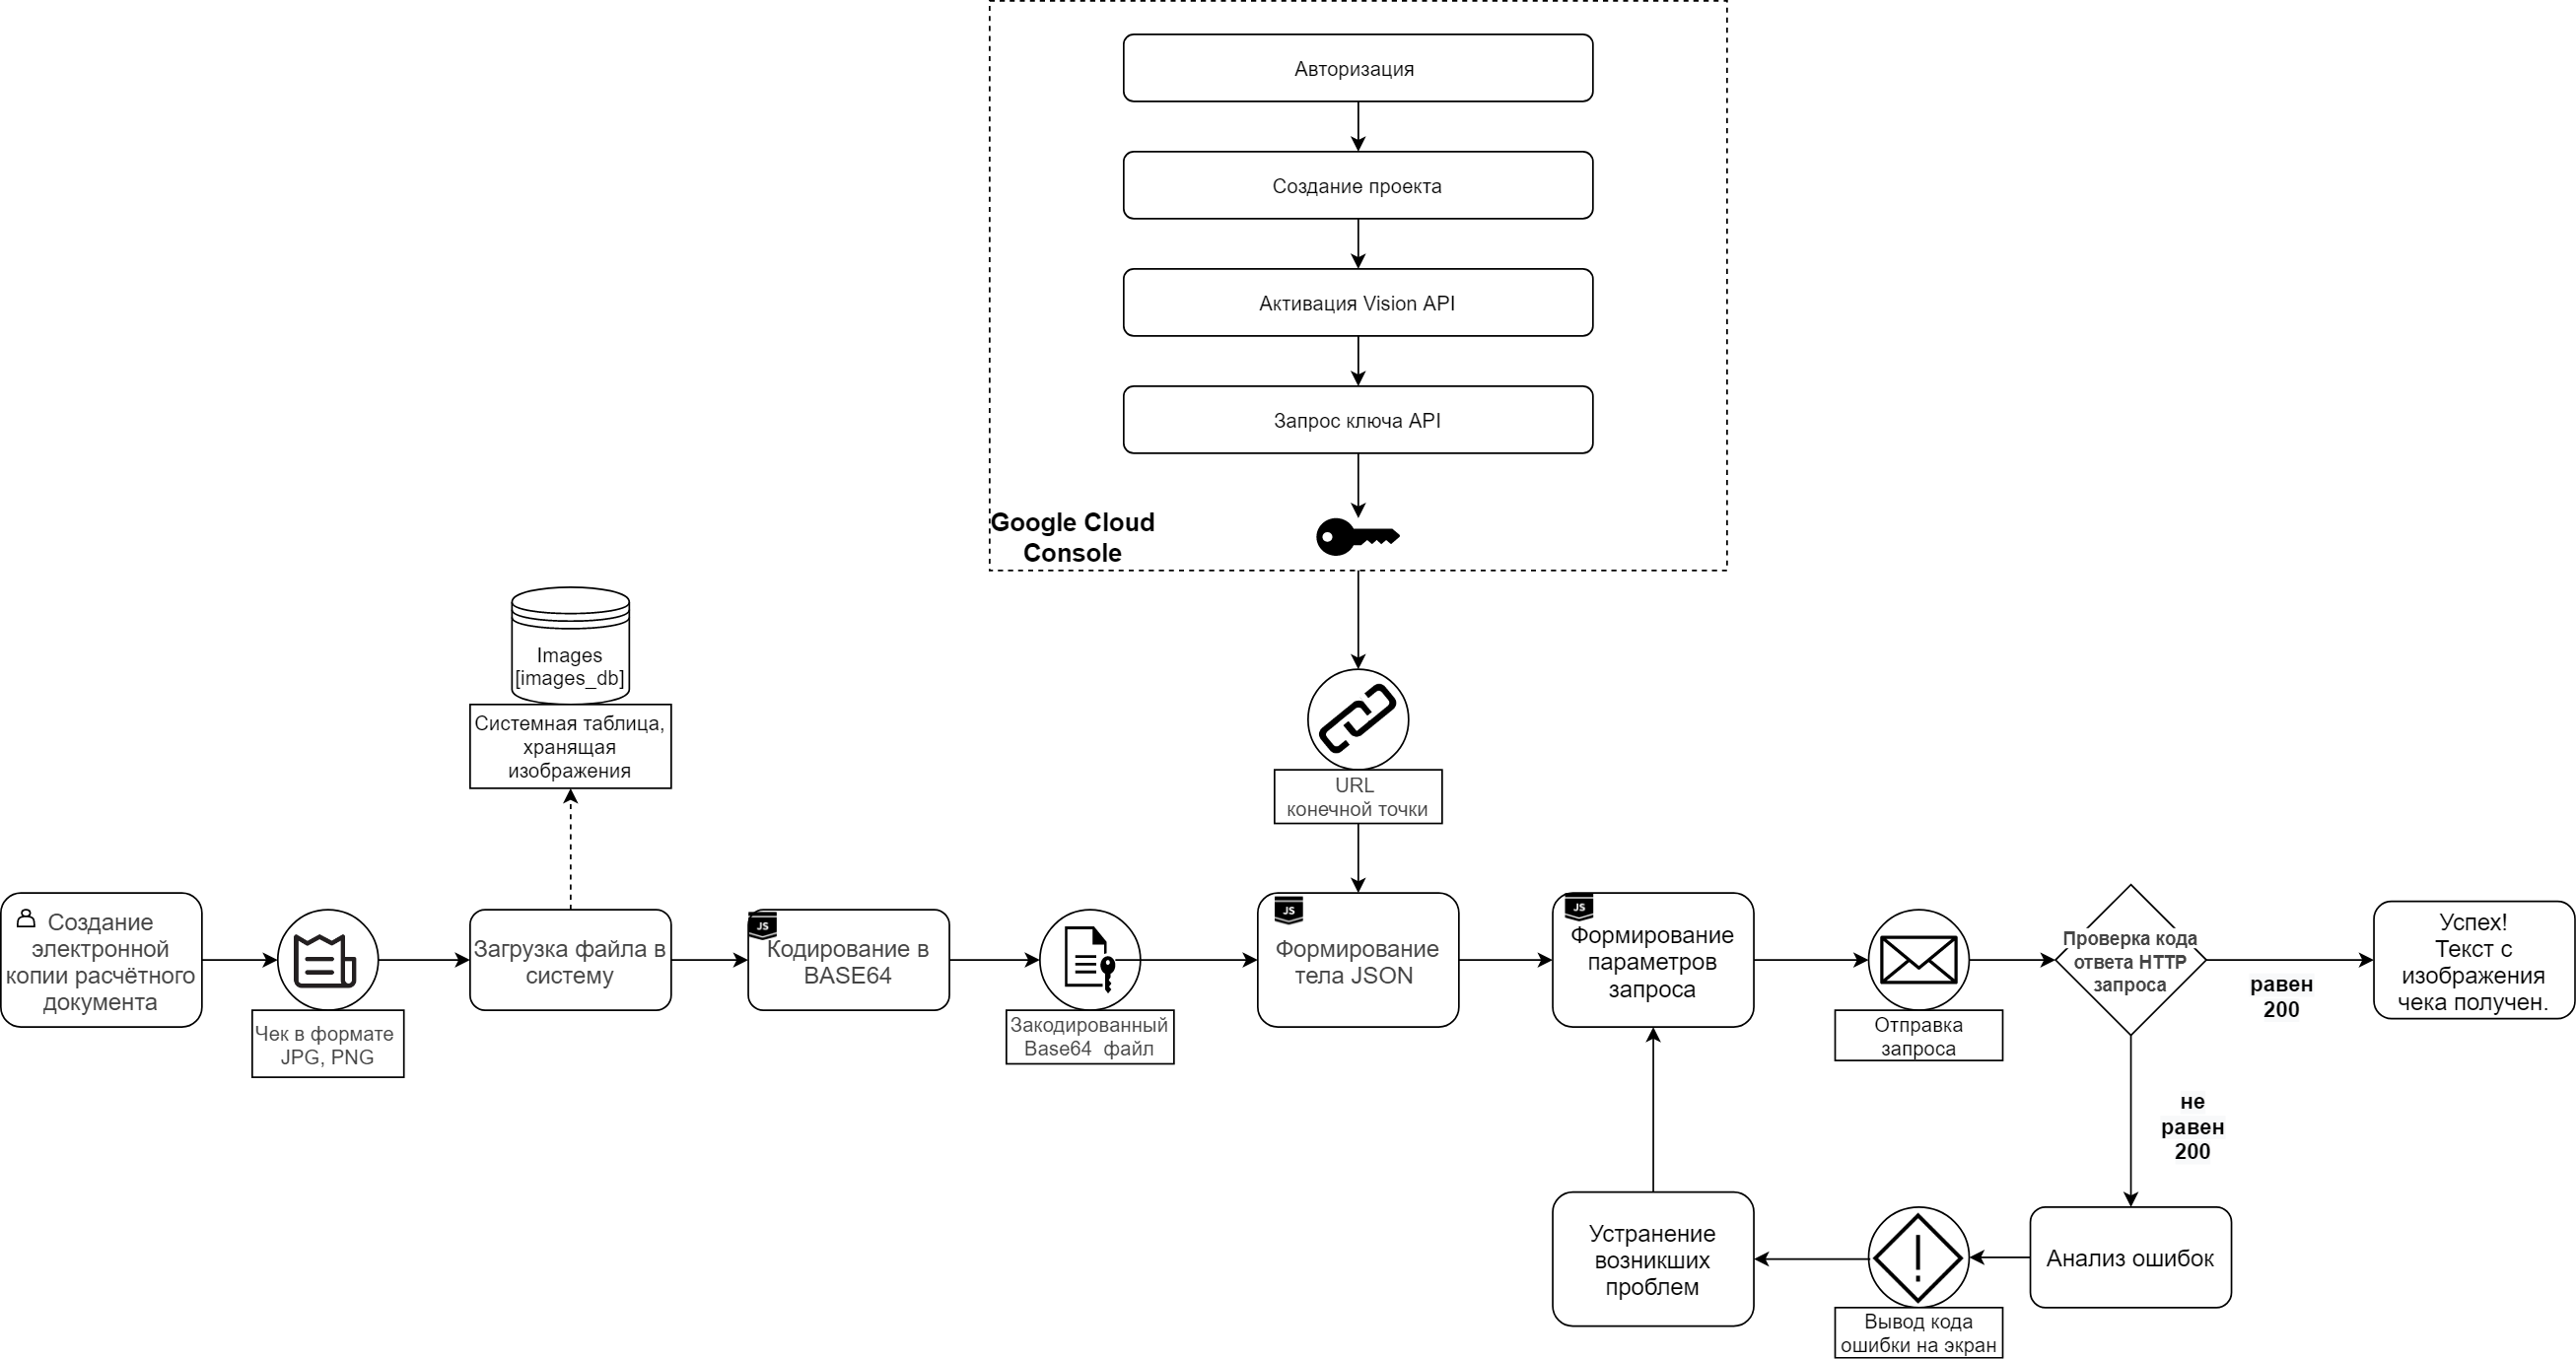 Авторизация
Создание проекта
Активация Vision API
Запрос ключа API
Google Cloud
Console
Images
[images_db]
Системная таблица,
хранящая
изображения
URL
конечной точки
Создание
электронной
копии расчётного
документа
Чек в формате
JPG, PNG
Загрузка файла в
систему
JS
Кодирование в
BASE64
Закодированный
Base64 файл
JS
Формирование
тела JSON
JS
Формирование
параметров
запроса
Отправка
запроса
Проверка кода
ответа HTTP
запроса
равен
200
Успех!
Текст с
изображения
чека получен.
не
равен
200
Анализ ошибок
Вывод кода
ошибки на экран
Устранение
возникших
проблем